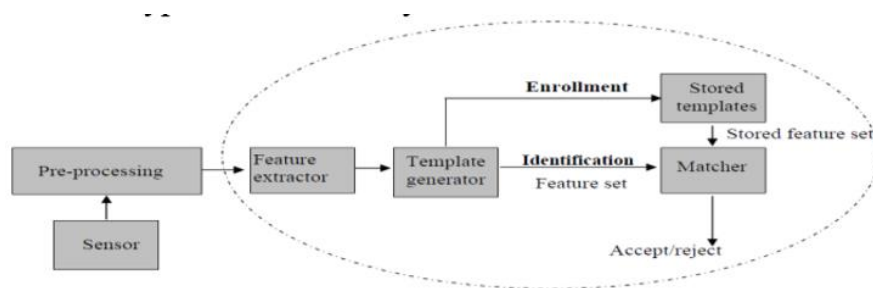 Enrollment
Stored
templates
Stored feature set
Pre-processing
Feature
extractor
Template
generator
Identification
Feature set
Matcher
Sensor
Accept/reject